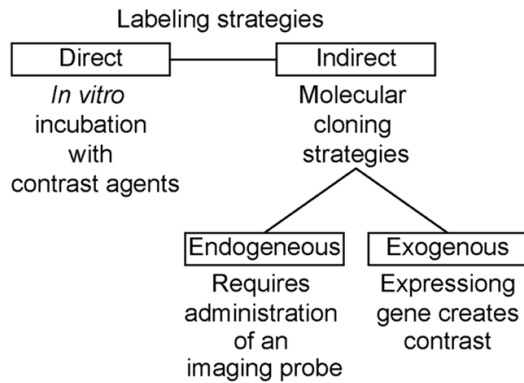 Labeling strategies
Direct
Indirect
In vitro
incubation
with
contrast agents
Molecular
cloning
strategies
Endogeneous
Exogenous
Requires
administration
of an
imaging probe
Expressiong
gene creates
contrast